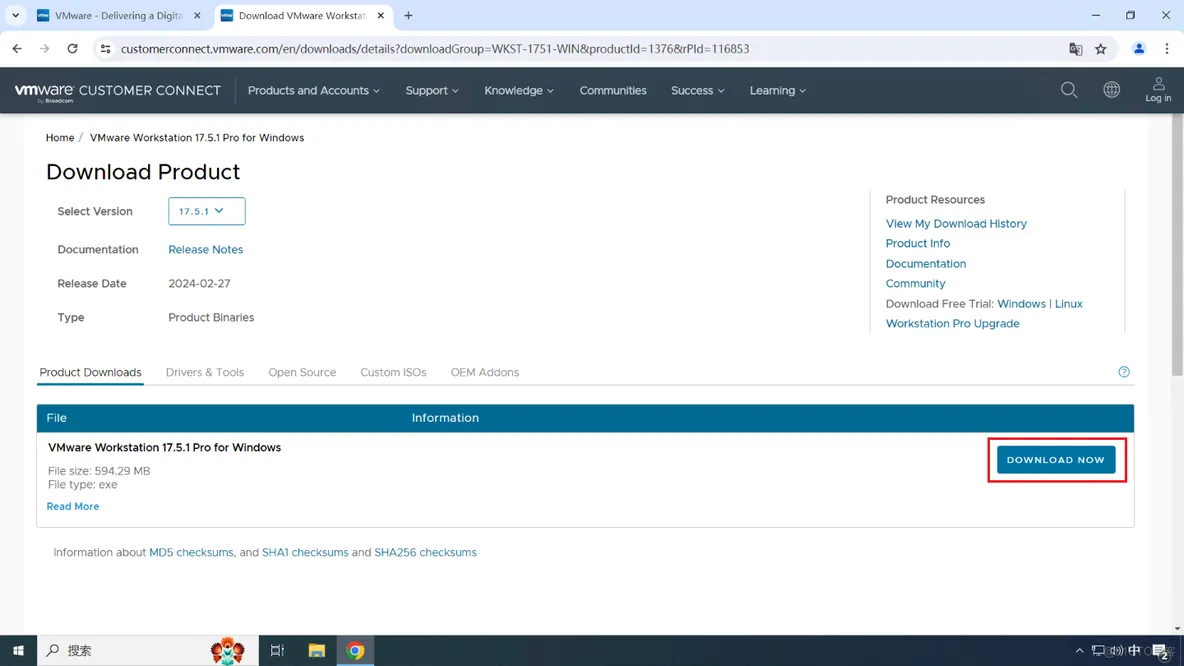 VMware - Delivering a Digita
Download VMware Workstat
customerconnect.vmware.com/en/downloads/details?downloadGroup=WKST-1751-WIN&productId=1376&rPId=116853
vmware CUSTOMER CONNECT
by Broadcom
Products and Accounts
Support
Knowledge
Communities
Success
Learning
Log in
Home / VMware Workstation 17.5.1 Pro for Windows
Download Product
Select Version 17.5.1
Documentation Release Notes
Release Date 2024-02-27
Type Product Binaries
Product Resources
View My Download History
Product Info
Documentation
Community
Download Free Trial: Windows | Linux
Workstation Pro Upgrade
Product Downloads Drivers & Tools Open Source Custom ISOs OEM Addons
File Information
VMware Workstation 17.5.1 Pro for Windows
File size: 594.29 MB
File type: exe
Read More
DOWNLOAD NOW
Information about MD5 checksums, and SHA1 checksums and SHA256 checksums
搜索
中
2